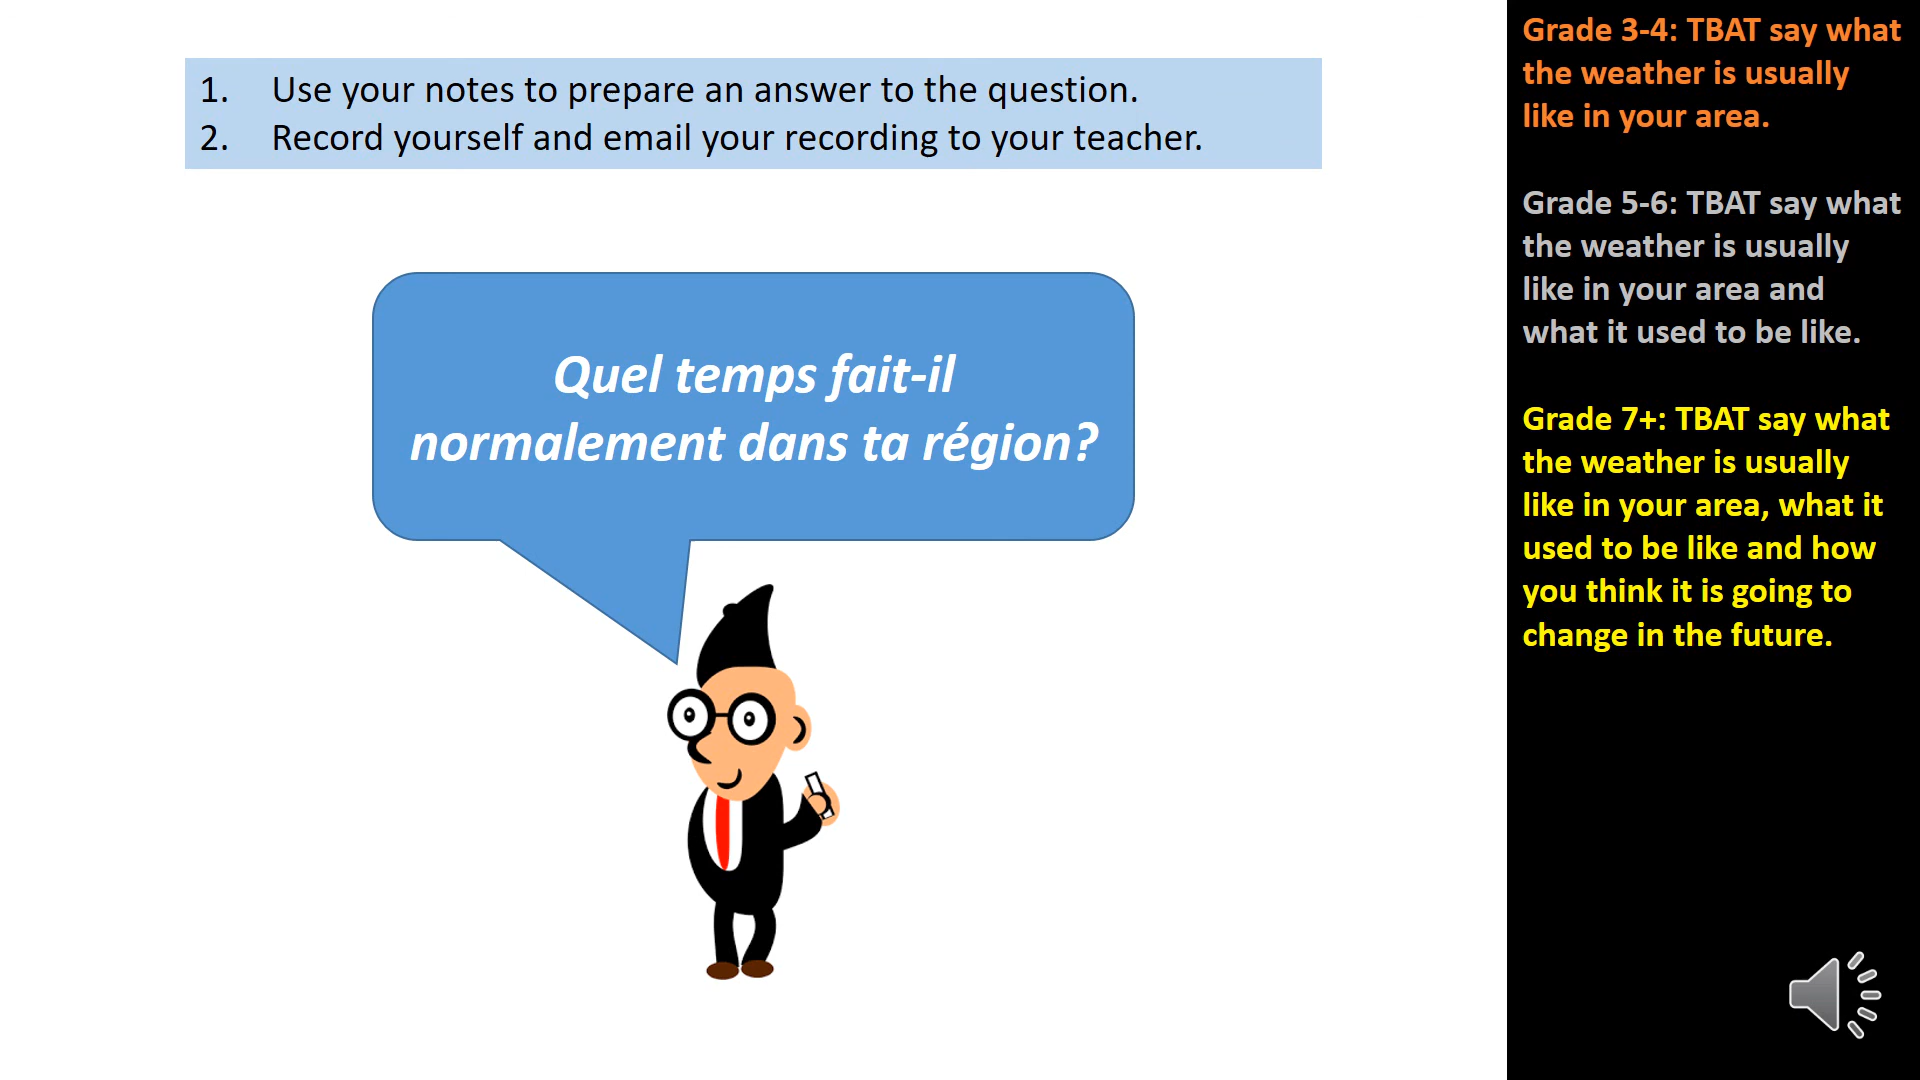 1. Use your notes to prepare an answer to the question.
2. Record yourself and email your recording to your teacher.
Quel temps fait-il
normalement dans ta région?
Grade 3-4: TBAT say what
the weather is usually
like in your area.
Grade 5-6: TBAT say what
the weather is usually
like in your area and
what it used to be like.
Grade 7+: TBAT say what
the weather is usually
like in your area, what it
used to be like and how
you think it is going to
change in the future.